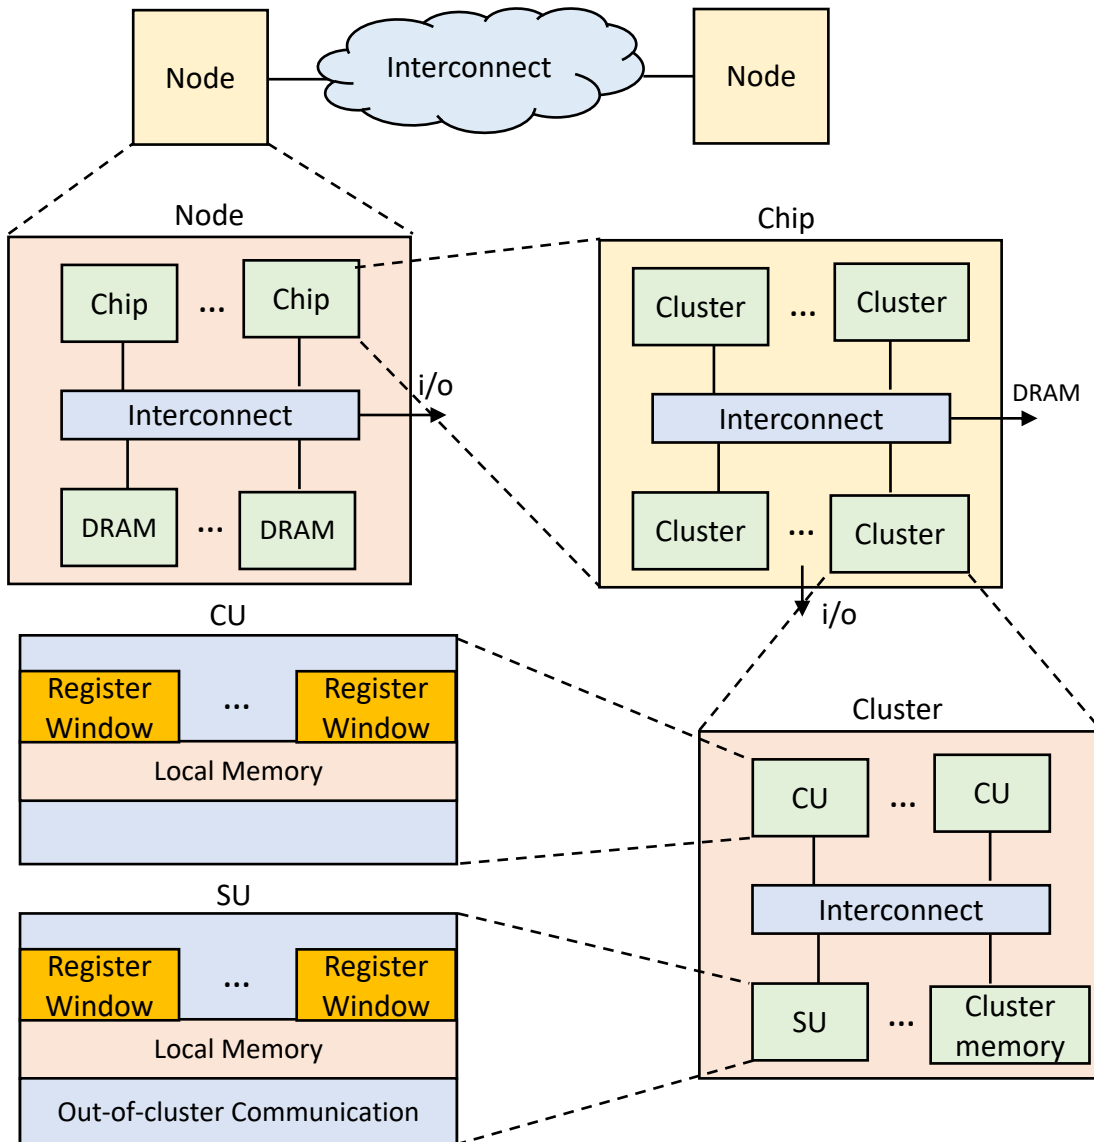 Node
Interconnect
Node
Node
Chip
...
Chip
Interconnect
i/o
DRAM
...
DRAM
Chip
Cluster
...
Cluster
Interconnect
DRAM
Cluster
...
Cluster
i/o
CU
Register
Window
...
Register
Window
Local Memory
Cluster
CU
...
CU
Interconnect
SU
...
Cluster
memory
SU
Register
Window
...
Register
Window
Local Memory
Out-of-cluster Communication